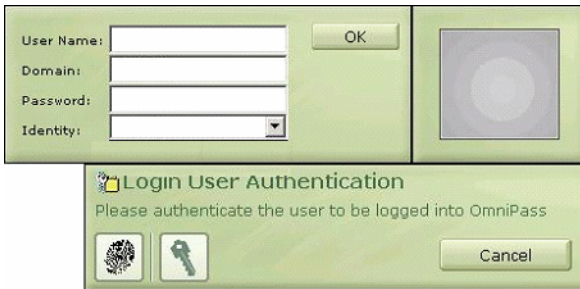 User Name:
OK
Domain:
Password:
Identity:
Login User Authentication
Please authenticate the user to be logged into OmniPass
Cancel